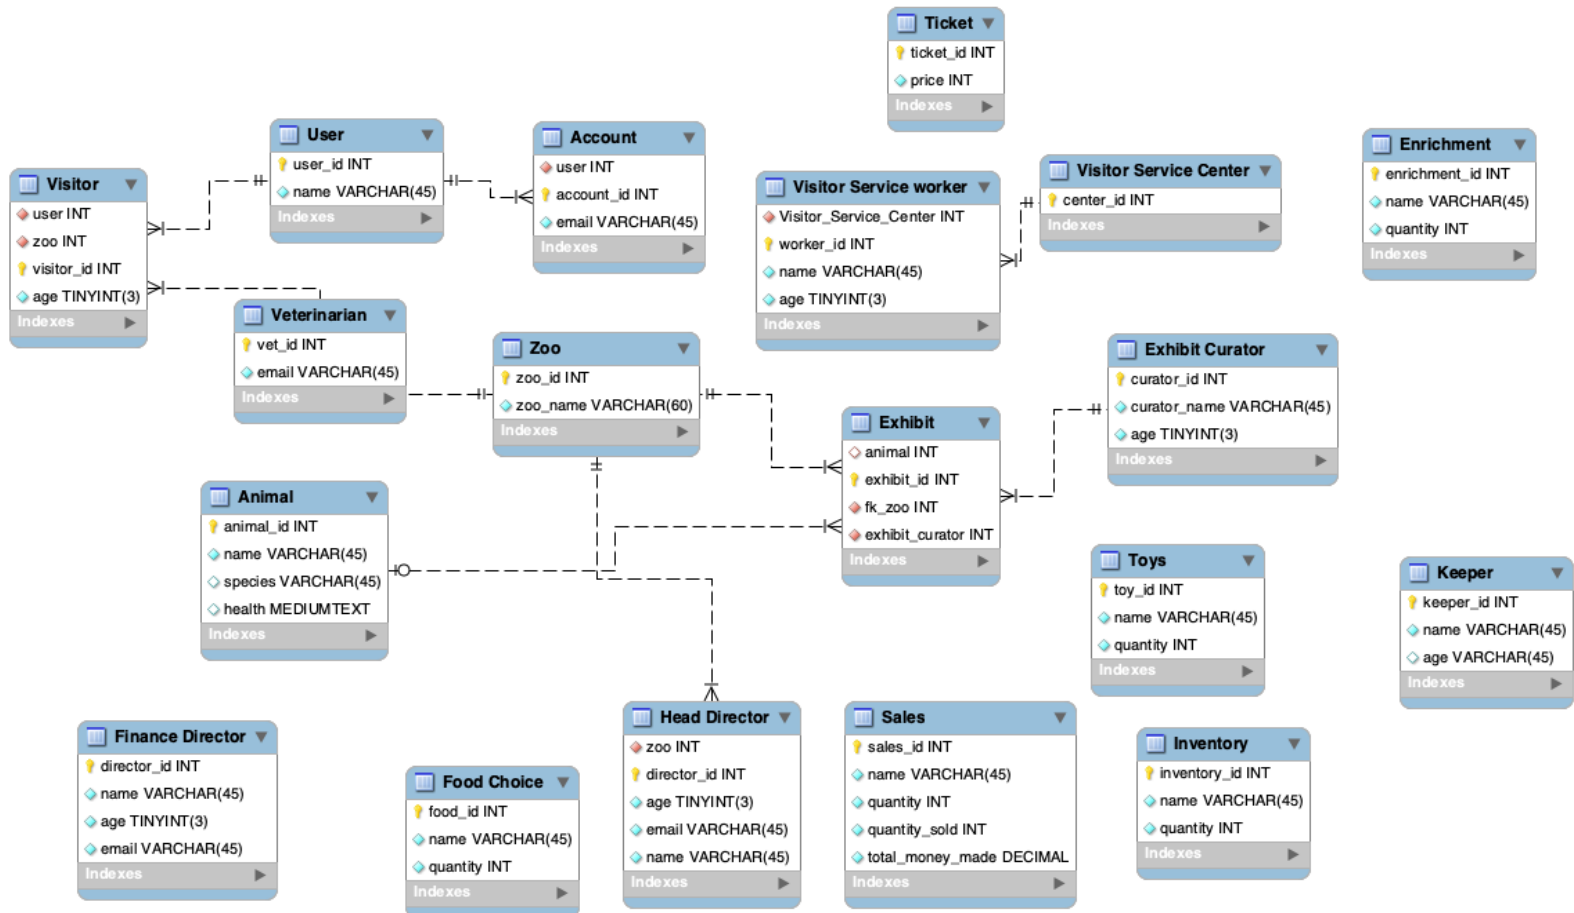 Ticket
ticket_id INT
price INT
Indexes
User
user_id INT
name VARCHAR(45)
Indexes
Account
user INT
account_id INT
email VARCHAR(45)
Indexes
Visitor
user INT
zoo INT
visitor_id INT
age TINYINT(3)
Indexes
Visitor Service worker
Visitor_Service_Center INT
worker_id INT
name VARCHAR(45)
age TINYINT(3)
Indexes
Visitor Service Center
center_id INT
Indexes
Enrichment
enrichment_id INT
name VARCHAR(45)
quantity INT
Indexes
Veterinarian
vet_id INT
email VARCHAR(45)
Indexes
Zoo
zoo_id INT
zoo_name VARCHAR(60)
Indexes
Exhibit Curator
curator_id INT
curator_name VARCHAR(45)
age TINYINT(3)
Indexes
Exhibit
animal INT
exhibit_id INT
fk_zoo INT
exhibit_curator INT
Indexes
Animal
animal_id INT
name VARCHAR(45)
species VARCHAR(45)
health MEDIUMTEXT
Indexes
Toys
toy_id INT
name VARCHAR(45)
quantity INT
Indexes
Keeper
keeper_id INT
name VARCHAR(45)
age VARCHAR(45)
Indexes
Finance Director
director_id INT
name VARCHAR(45)
age TINYINT(3)
email VARCHAR(45)
Indexes
Food Choice
food_id INT
name VARCHAR(45)
quantity INT
Indexes
Head Director
zoo INT
director_id INT
age TINYINT(3)
email VARCHAR(45)
name VARCHAR(45)
Indexes
Sales
sales_id INT
name VARCHAR(45)
quantity INT
quantity_sold INT
total_money_made DECIMAL
Indexes
Inventory
inventory_id INT
name VARCHAR(45)
quantity INT
Indexes